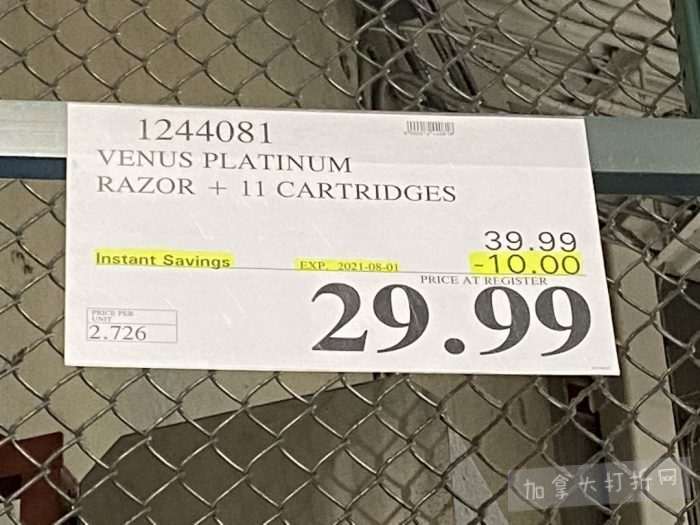 1244081
VENUS PLATINUM
RAZOR + 11 CARTRIDGES
39.99
Instant Savings EXP. 2021-08-01 -10.00
PRICE AT REGISTER
29.99
PRICE PER
UNIT
2.726
加拿大打折网